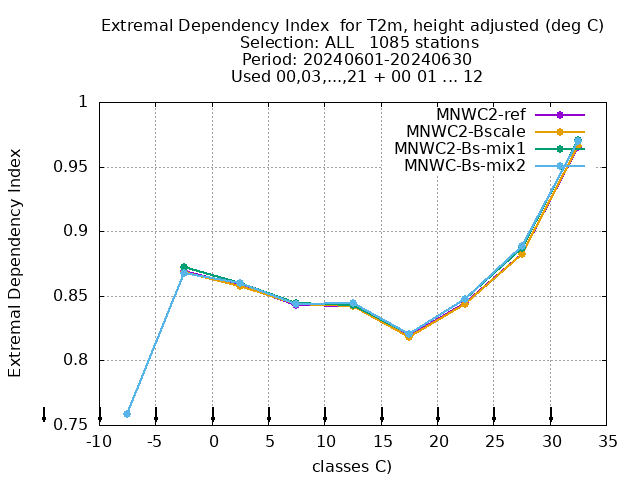 Extremal Dependency Index  for T2m, height adjusted (deg C)
Selection: ALL   1085 stations
Period: 20240601-20240630
Used 00,03,...,21 + 00 01 ... 12
MNWC2-ref
MNWC2-Bscale
MNWC2-Bs-mix1
MNWC-Bs-mix2
Extremal Dependency Index
1
0.95
0.9
0.85
0.8
0.75
-10 -5 0 5 10 15 20 25 30 35
classes C)